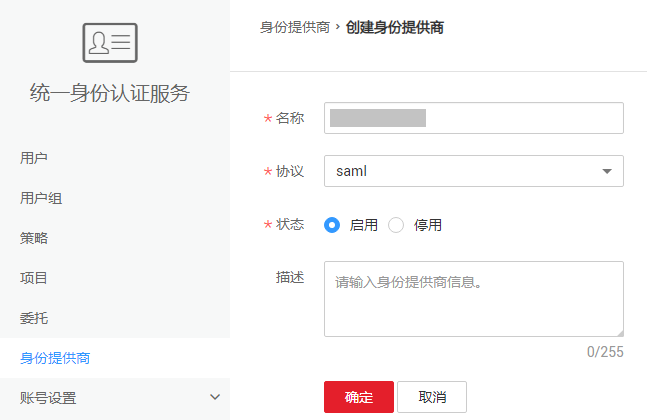 统一身份认证服务
用户
用户组
策略
项目
委托
身份提供商
账号设置
身份提供商 › 创建身份提供商
* 名称
* 协议 saml
* 状态 启用 停用
描述 请输入身份提供商信息。
0/255
确定 取消